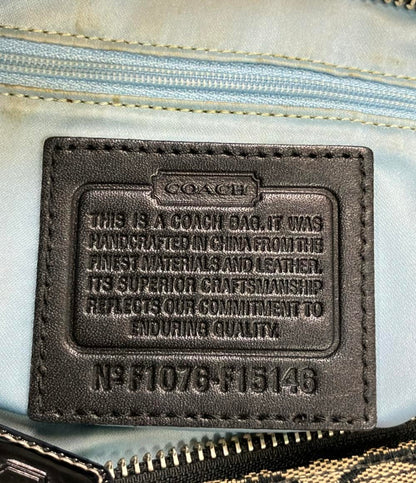 COACH
THIS IS A COACH BAG. IT WAS
HANDCRAFTED IN CHINA FROM THE
FINEST MATERIALS AND LEATHER.
ITS SUPERIOR CRAFTSMANSHIP
REFLECTS OUR COMMITMENT TO
ENDURING QUALITY.
Nº F1076-F15146